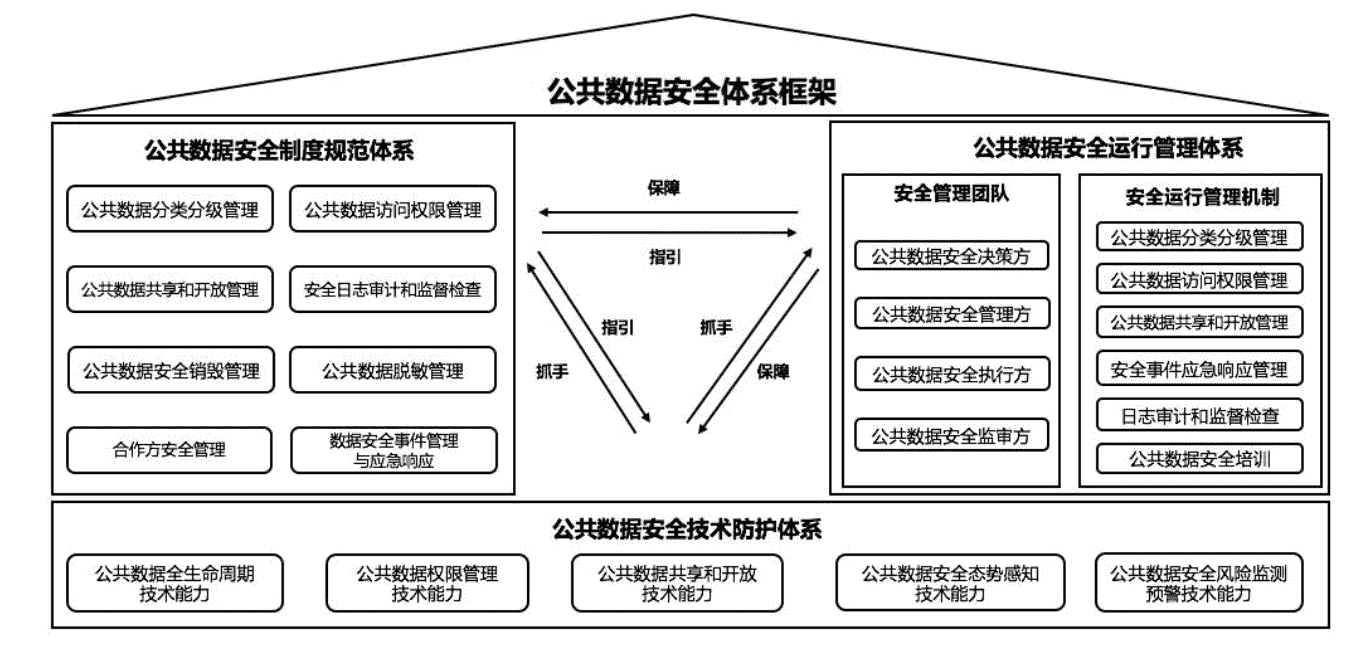 公共数据安全体系框架
公共数据安全制度规范体系
公共数据分类分级管理
公共数据访问权限管理
公共数据共享和开放管理
安全日志审计和监督检查
公共数据安全销毁管理
公共数据脱敏管理
合作方安全管理
数据安全事件管理
与应急响应
保障
指引
指引
抓手
抓手
保障
公共数据安全运行管理体系
安全管理团队
公共数据安全决策方
公共数据安全管理方
公共数据安全执行方
公共数据安全监审方
安全运行管理机制
公共数据分类分级管理
公共数据访问权限管理
公共数据共享和开放管理
安全事件应急响应管理
日志审计和监督检查
公共数据安全培训
公共数据安全技术防护体系
公共数据全生命周期
技术能力
公共数据权限管理
技术能力
公共数据共享和开放
技术能力
公共数据安全态势感知
技术能力
公共数据安全风险监测
预警技术能力